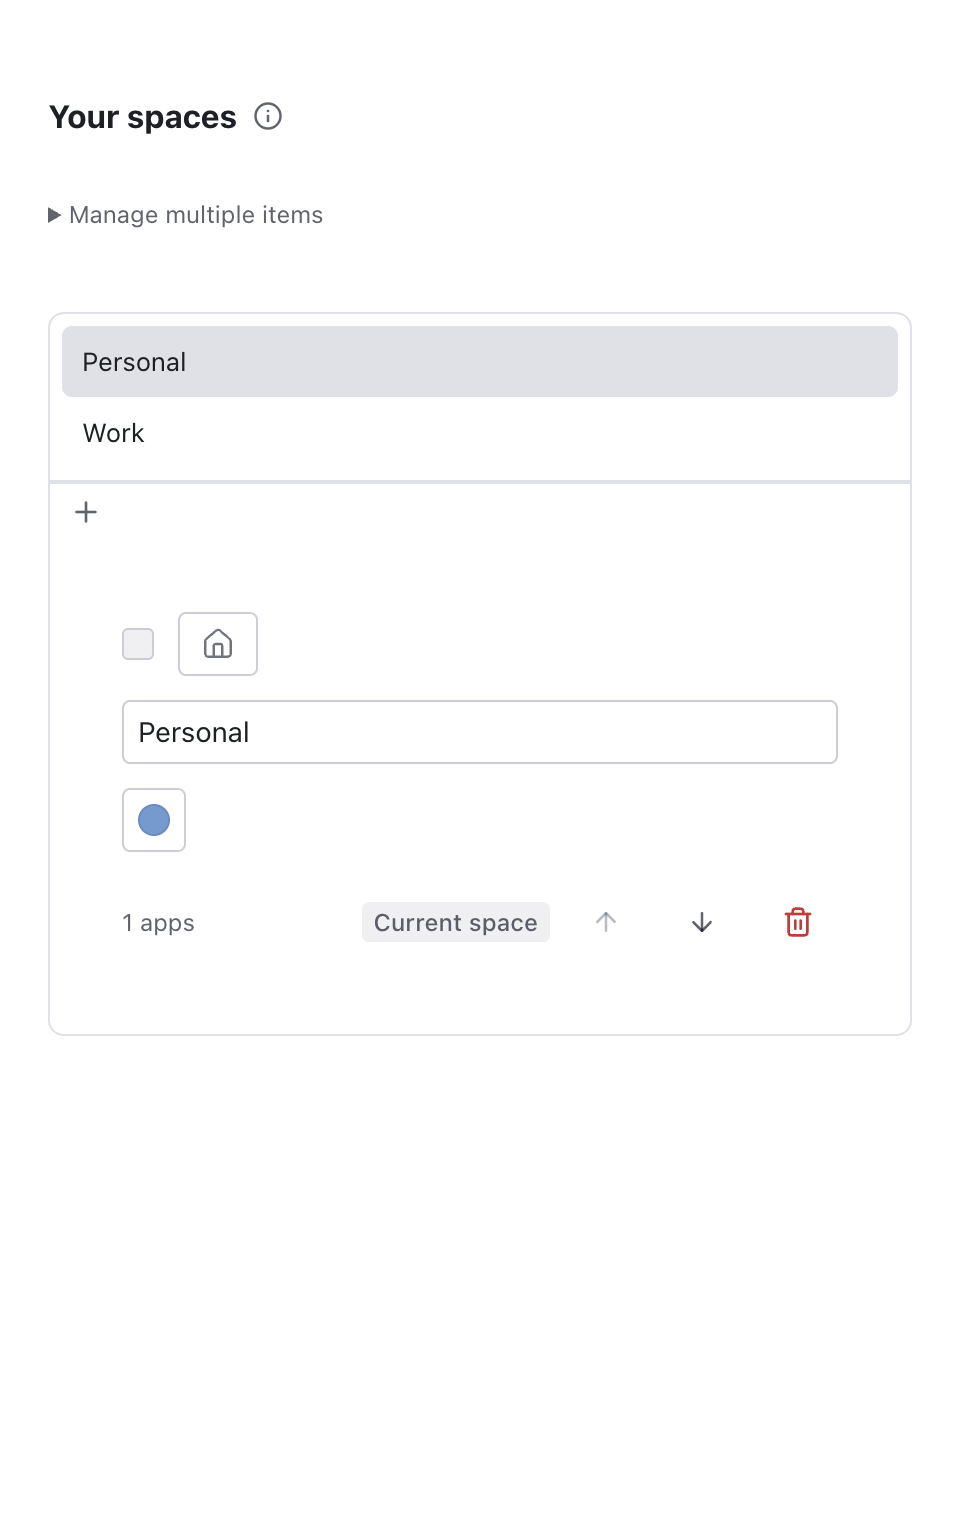 Your spaces
Manage multiple items
Personal
Work
Personal
1 apps
Current space